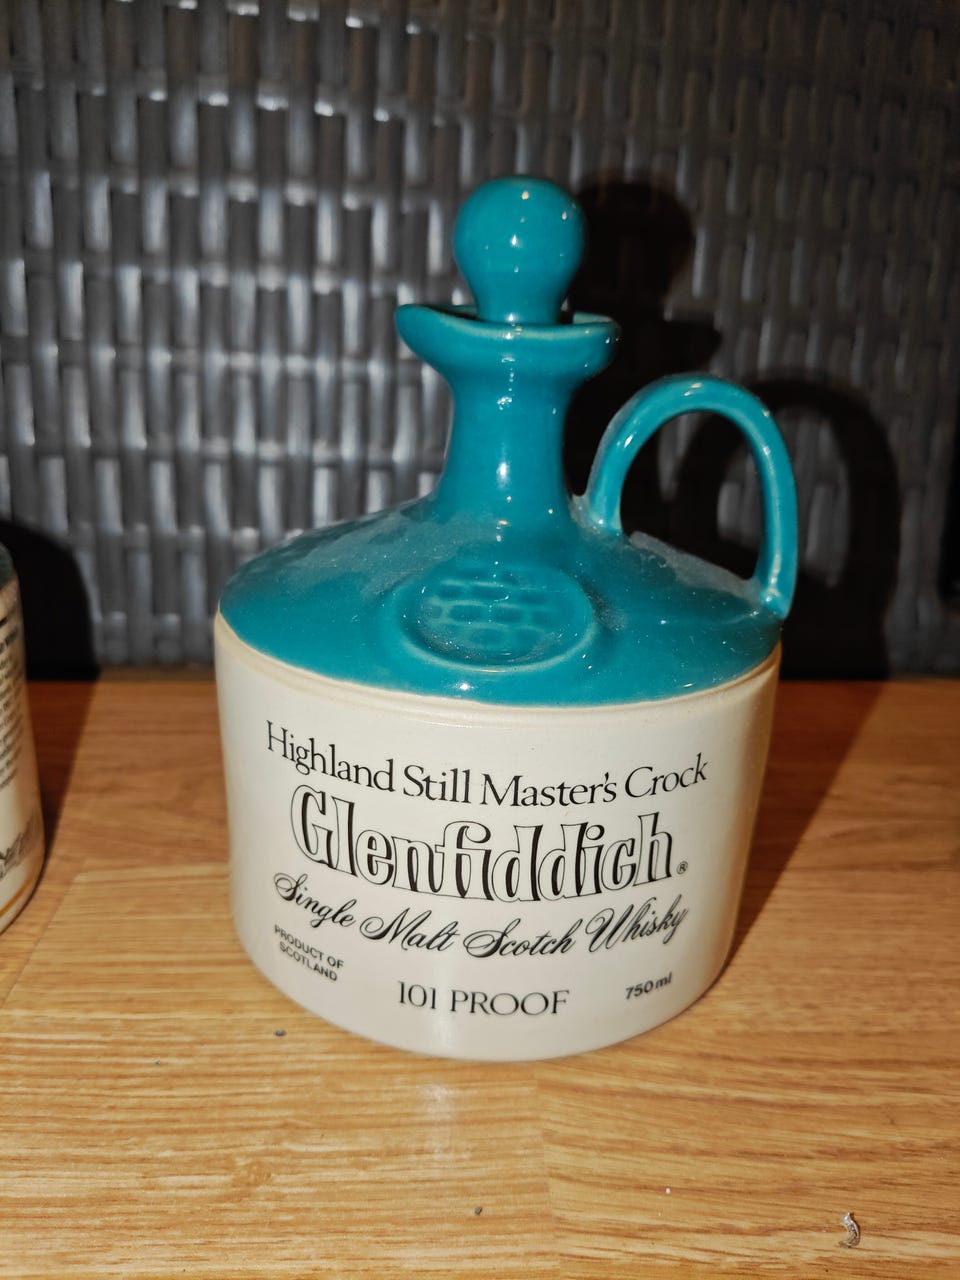 Highland Still Master's Crock
Glenfiddich®
Single Malt Scotch Whisky
PRODUCT OF
SCOTLAND
101 PROOF
750 ml